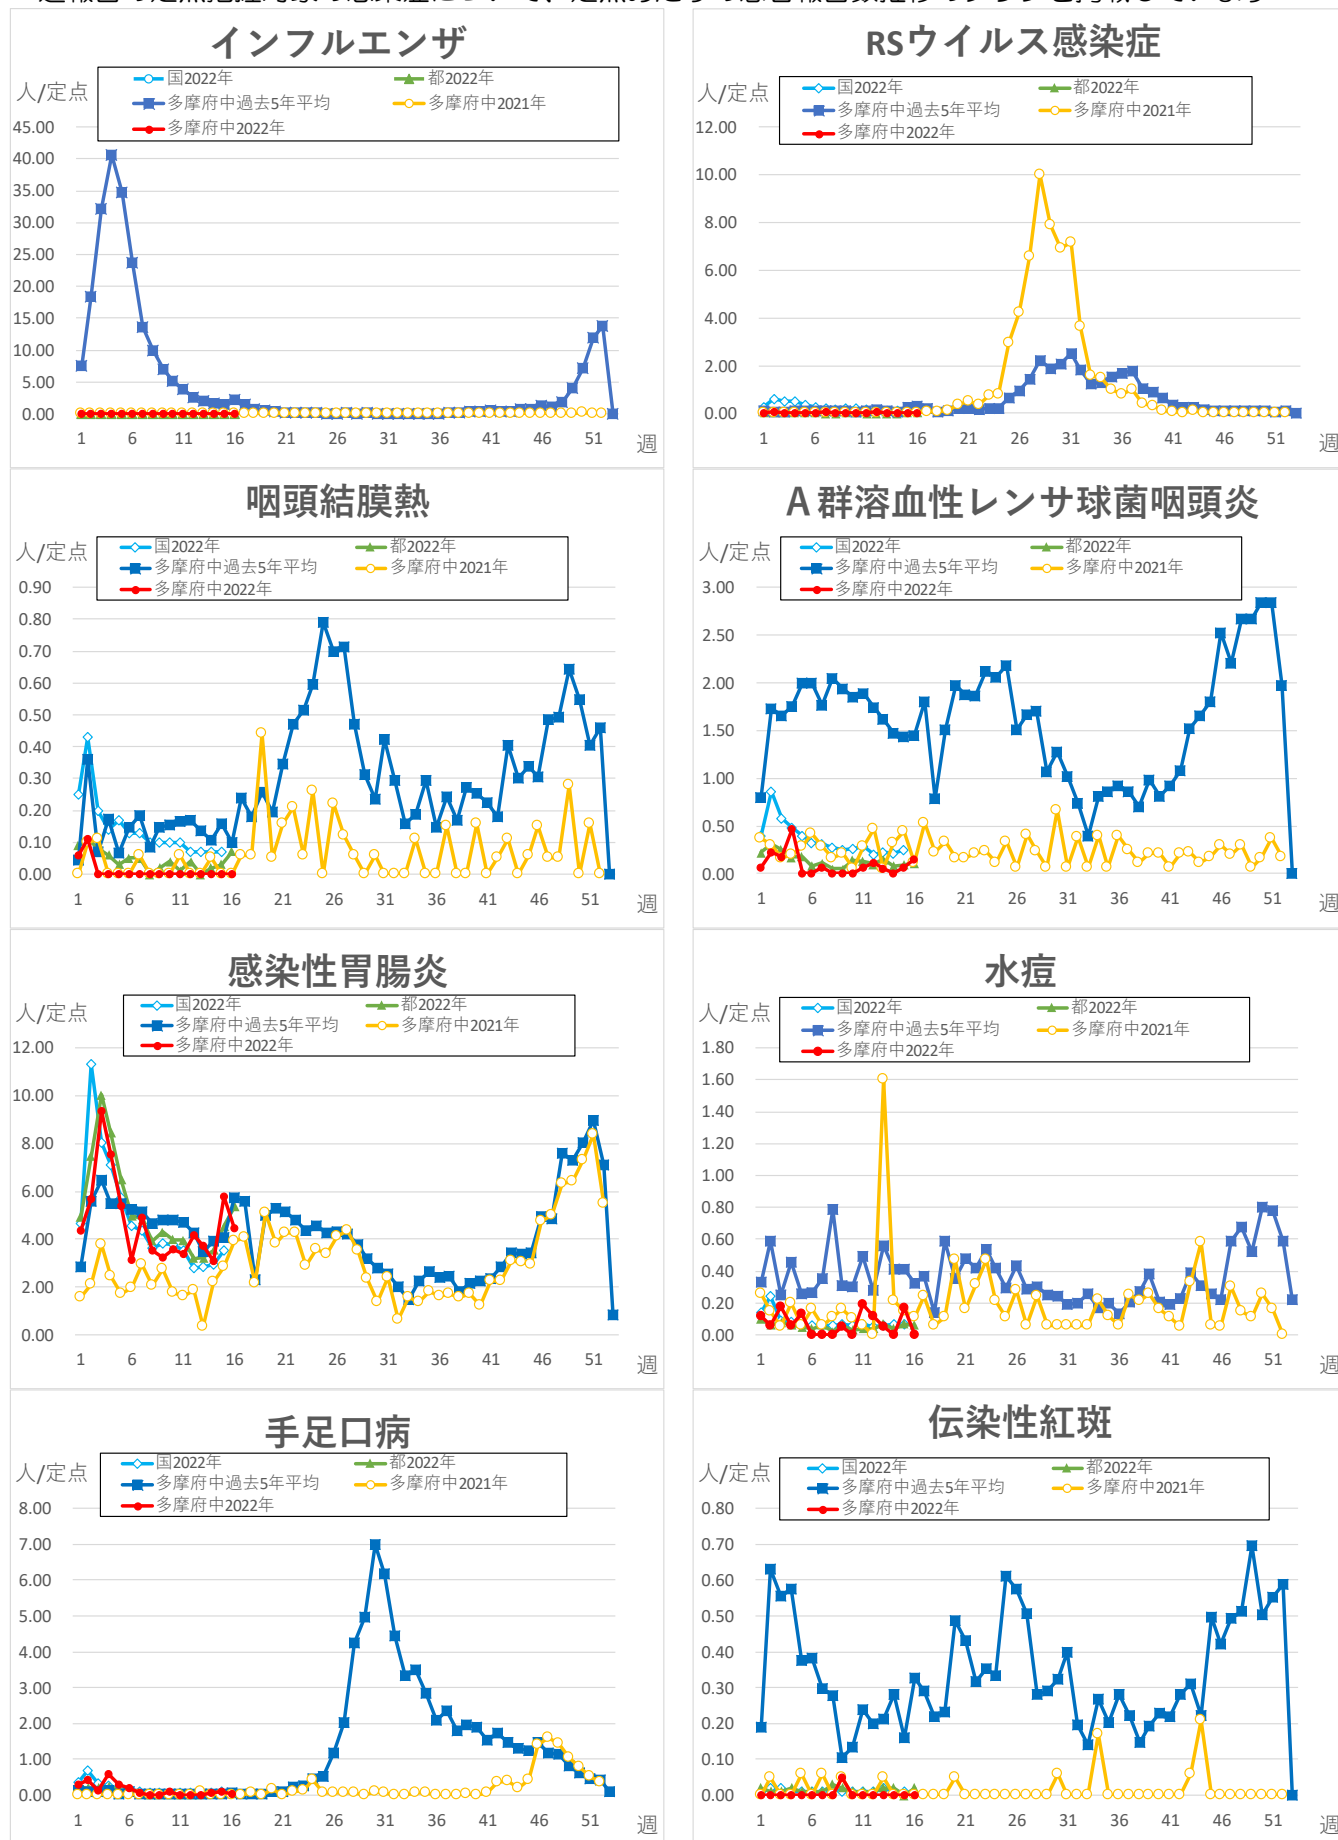 インフルエンザ
国2022年 都2022年
多摩府中過去5年平均 多摩府中2021年
多摩府中2022年
人/定点
45.00
40.00
35.00
30.00
25.00
20.00
15.00
10.00
5.00
0.00
1 6 11 16 21 26 31 36 41 46 51
週
RSウイルス感染症
国2022年 都2022年
多摩府中過去5年平均 多摩府中2021年
多摩府中2022年
人/定点
12.00
10.00
8.00
6.00
4.00
2.00
0.00
1 6 11 16 21 26 31 36 41 46 51
週
咽頭結膜熱
国2022年 都2022年
多摩府中過去5年平均 多摩府中2021年
多摩府中2022年
人/定点
0.90
0.80
0.70
0.60
0.50
0.40
0.30
0.20
0.10
0.00
1 6 11 16 21 26 31 36 41 46 51
週
Ａ群溶血性レンサ球菌咽頭炎
国2022年 都2022年
多摩府中過去5年平均 多摩府中2021年
多摩府中2022年
人/定点
3.00
2.50
2.00
1.50
1.00
0.50
0.00
1 6 11 16 21 26 31 36 41 46 51
週
感染性胃腸炎
国2022年 都2022年
多摩府中過去5年平均 多摩府中2021年
多摩府中2022年
人/定点
12.00
10.00
8.00
6.00
4.00
2.00
0.00
1 6 11 16 21 26 31 36 41 46 51
週
水痘
国2022年 都2022年
多摩府中過去5年平均 多摩府中2021年
多摩府中2022年
人/定点
1.80
1.60
1.40
1.20
1.00
0.80
0.60
0.40
0.20
0.00
1 6 11 16 21 26 31 36 41 46 51
週
手足口病
国2022年 都2022年
多摩府中過去5年平均 多摩府中2021年
多摩府中2022年
人/定点
8.00
7.00
6.00
5.00
4.00
3.00
2.00
1.00
0.00
1 6 11 16 21 26 31 36 41 46 51
週
伝染性紅斑
国2022年 都2022年
多摩府中過去5年平均 多摩府中2021年
多摩府中2022年
人/定点
0.80
0.70
0.60
0.50
0.40
0.30
0.20
0.10
0.00
1 6 11 16 21 26 31 36 41 46 51
週